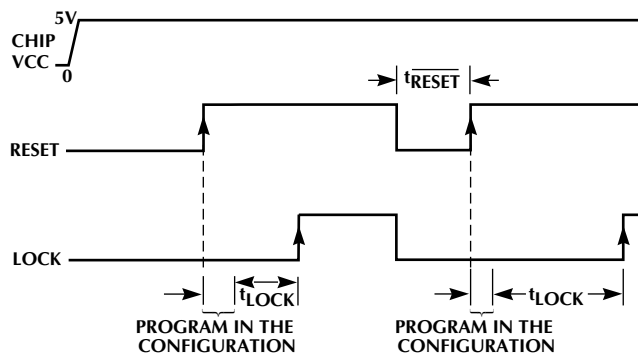 5V
CHIP
VCC
0
tRESET
RESET
LOCK
tLOCK
tLOCK
PROGRAM IN THE
CONFIGURATION
PROGRAM IN THE
CONFIGURATION